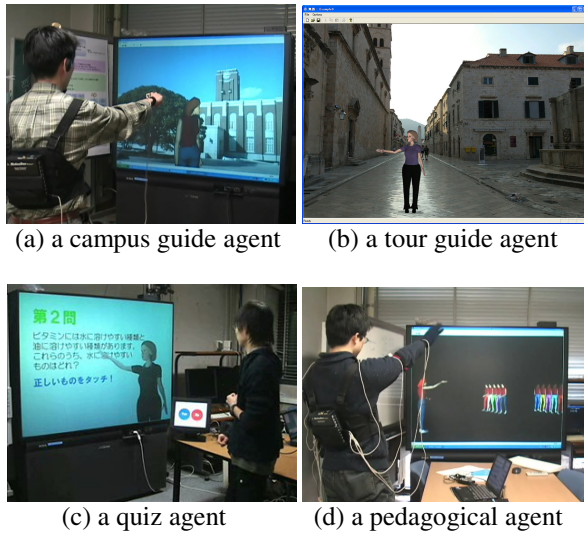 (a) a campus guide agent
(b) a tour guide agent
第2問
ビタミンには水に溶けやすい種類と
油に溶けやすい種類があります。
これらのうち、水に溶けやすい
ものはどれ？
正しいものをタッチ！
(c) a quiz agent
(d) a pedagogical agent